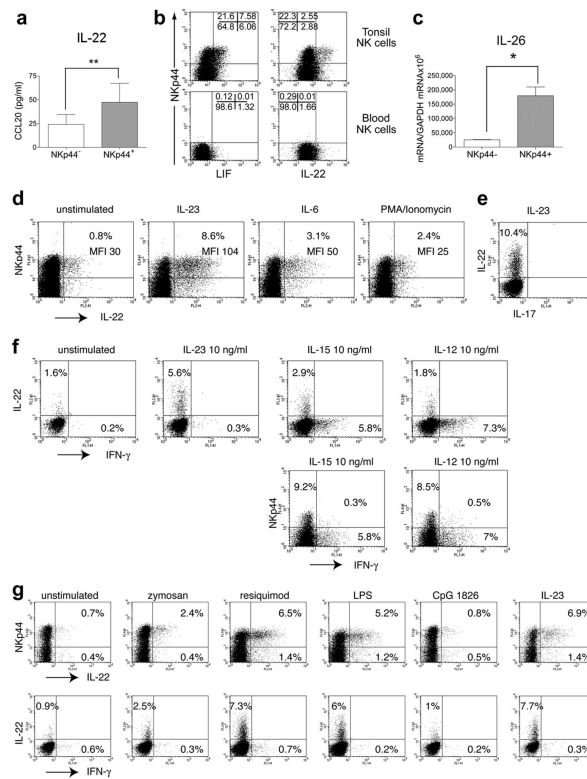 a
IL-22
**
CCL20 (pg/ml)
80
60
40
20
0
NKp44⁻ NKp44⁺
b
NKp44
21.6 7.58
64.8 6.06
22.3 2.55
72.2 2.88
Tonsil
NK cells
0.12 0.01
98.6 1.32
0.29 0.01
98.0 1.66
Blood
NK cells
LIF IL-22
c
IL-26
*
mRNA/GAPDH mRNAx10⁶
250,000
200,000
150,000
100,000
50,000
0
NKp44- NKp44+
d
unstimulated IL-23 IL-6 PMA/Ionomycin
NKp44
0.8% 8.6% 3.1% 2.4%
MFI 30 MFI 104 MFI 50 MFI 25
IL-22
e
IL-23
10.4%
IL-22
IL-17
f
unstimulated IL-23 10 ng/ml IL-15 10 ng/ml IL-12 10 ng/ml
IL-22
1.6% 5.6% 2.9% 1.8%
0.2% 0.3% 5.8% 7.3%
IFN-γ
IL-15 10 ng/ml IL-12 10 ng/ml
NKp44
9.2% 8.5%
0.3% 0.5%
5.8% 7%
IFN-γ
g
unstimulated zymosan resiquimod LPS CpG 1826 IL-23
NKp44
0.7% 2.4% 6.5% 5.2% 0.8% 6.9%
0.4% 0.4% 1.4% 1.2% 0.5% 1.4%
IL-22
IL-22
0.9% 2.5% 7.3% 6% 1% 7.7%
0.6% 0.3% 0.7% 0.2% 0.2% 0.3%
IFN-γ